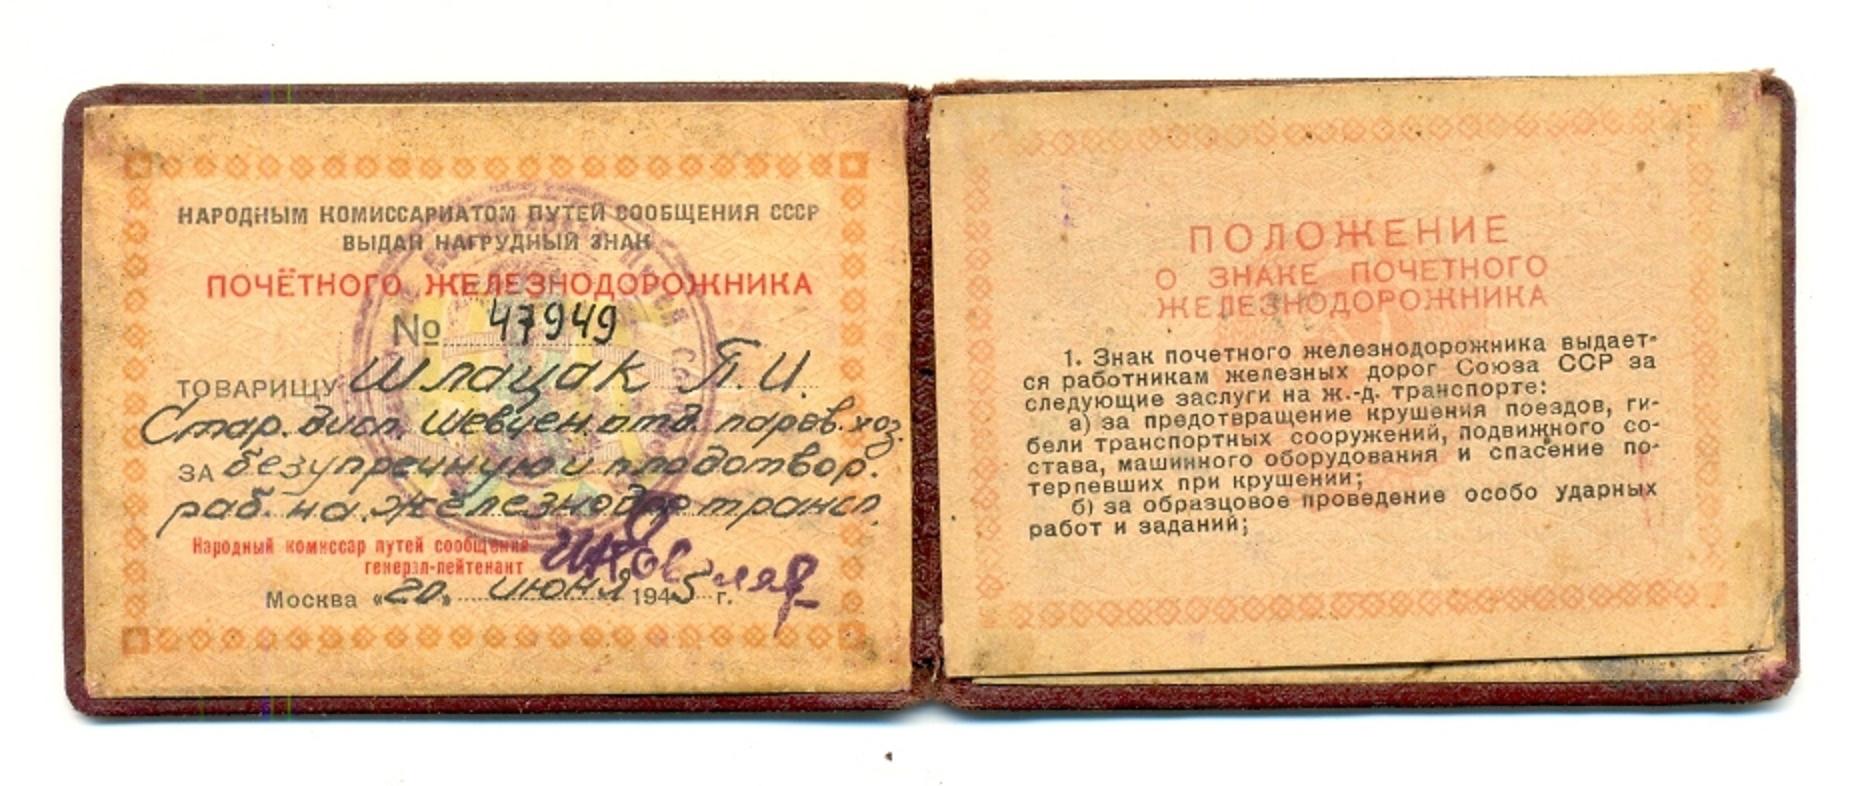 НАРОДНЫМ КОМИССАРИАТОМ ПУТЕЙ СООБЩЕНИЯ СССР
ВЫДАН НАГРУДНЫЙ ЗНАК
ПОЧЁТНОГО ЖЕЛЕЗНОДОРОЖНИКА
№ 47949
ТОВАРИЩУ Шлацак П.И.
Стар. дисп. Шевчен. отд. паров. хоз.
ЗА безупречную и плодотвор.
раб. на железнодор трансп.
Народный комиссар путей сообщения
генерал-лейтенант
Москва «20» июня 1945 г.
ПОЛОЖЕНИЕ
О ЗНАКЕ ПОЧЕТНОГО
ЖЕЛЕЗНОДОРОЖНИКА
1. Знак почетного железнодорожника выдает-
ся работникам железных дорог Союза ССР за
следующие заслуги на ж.-д. транспорте:
а) за предотвращение крушения поездов, ги-
бели транспортных сооружений, подвижного со-
става, машинного оборудования и спасение по-
терпевших при крушении;
б) за образцовое проведение особо ударных
работ и заданий;